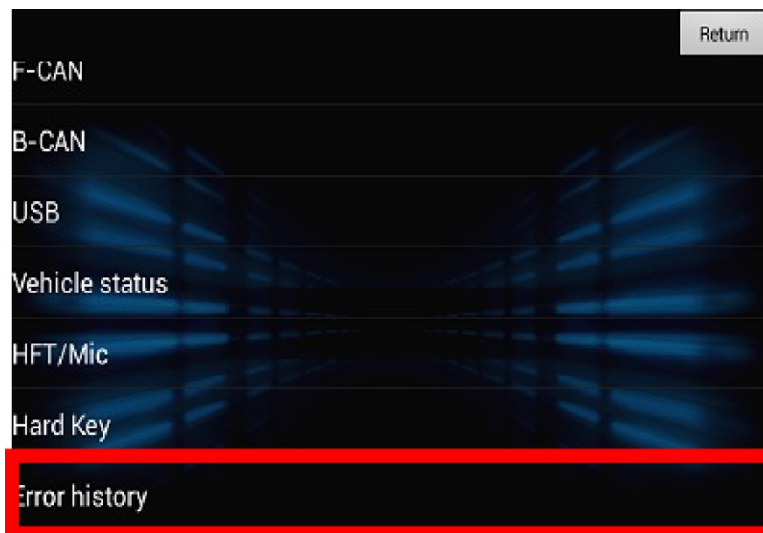 Return
F-CAN
B-CAN
USB
Vehicle status
HFT/Mic
Hard Key
Error history